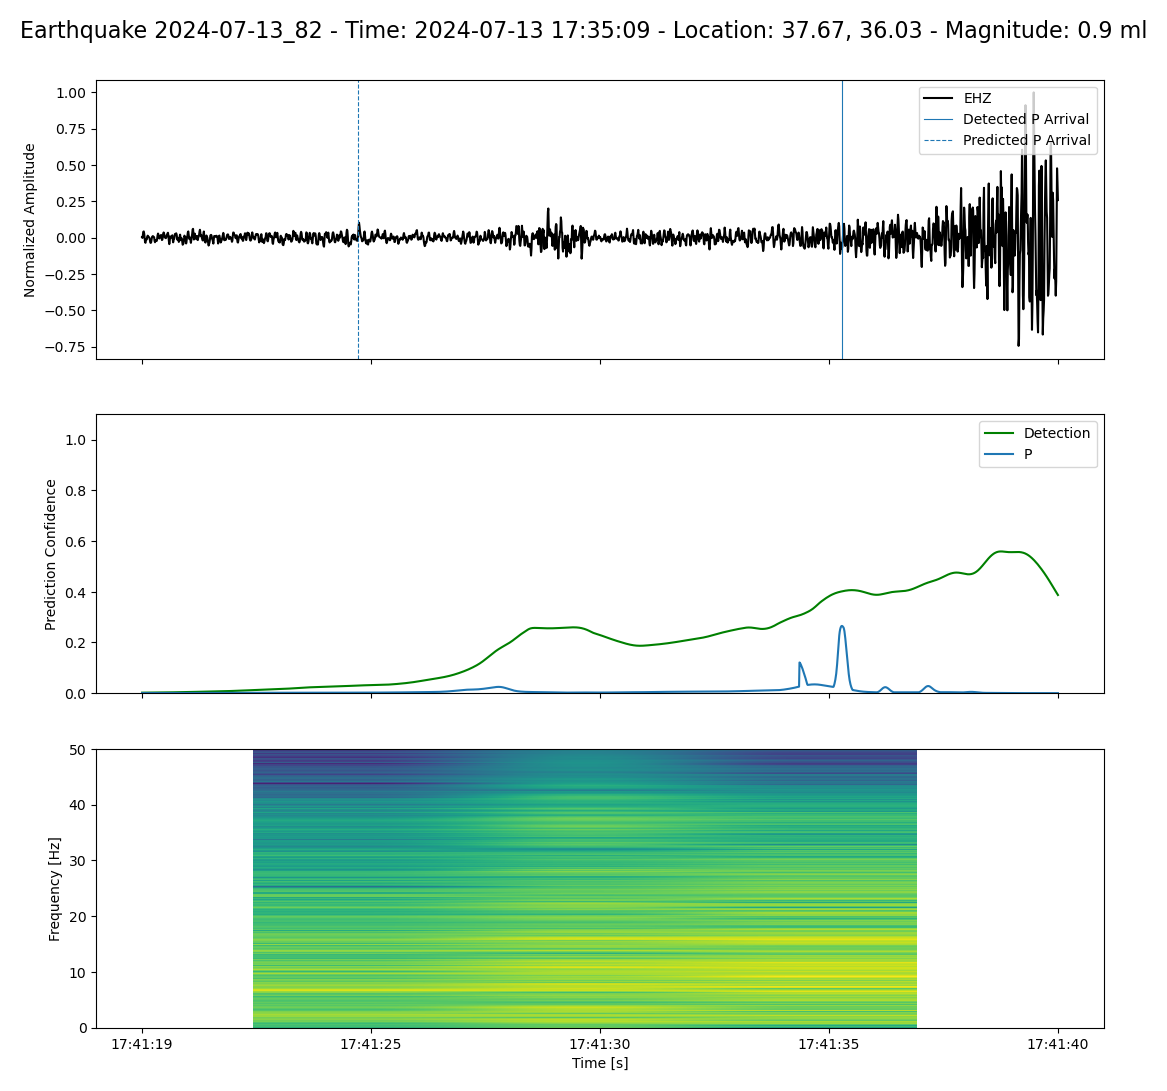 Earthquake 2024-07-13_82 - Time: 2024-07-13 17:35:09 - Location: 37.67, 36.03 - Magnitude: 0.9 ml
1.00
0.75
0.50
0.25
0.00
−0.25
−0.50
−0.75
Normalized Amplitude
EHZ
Detected P Arrival
Predicted P Arrival
1.0
0.8
0.6
0.4
0.2
0.0
Prediction Confidence
Detection
P
50
40
30
20
10
0
Frequency [Hz]
17:41:19
17:41:25
17:41:30
17:41:35
17:41:40
Time [s]